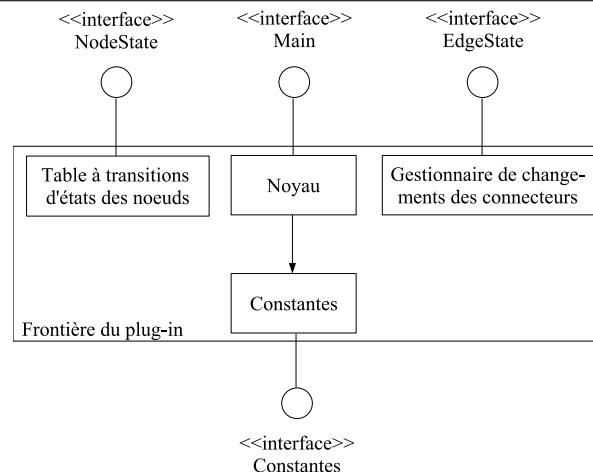 <<interface>>
NodeState
<<interface>>
Main
<<interface>>
EdgeState
Table à transitions
d'états des noeuds
Noyau
Gestionnaire de change-
ments des connecteurs
Constantes
Frontière du plug-in
<<interface>>
Constantes